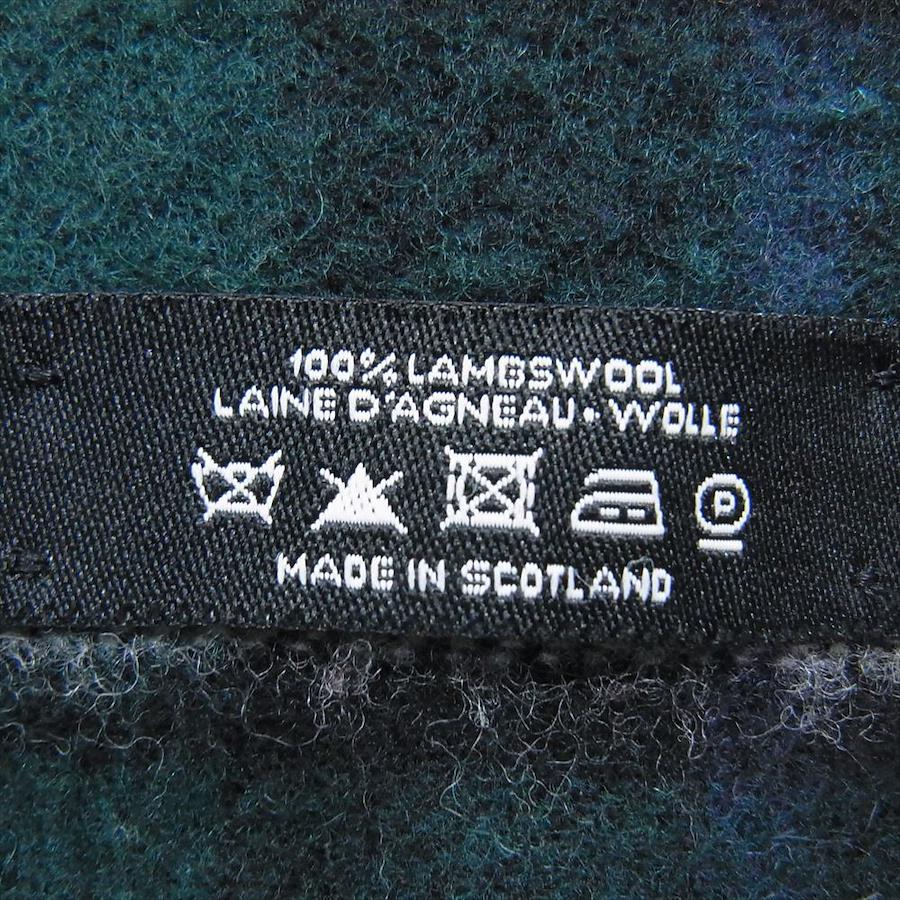 100% LAMBSWOOL
LAINE D'AGNEAU • WOLLE
P
MADE IN SCOTLAND